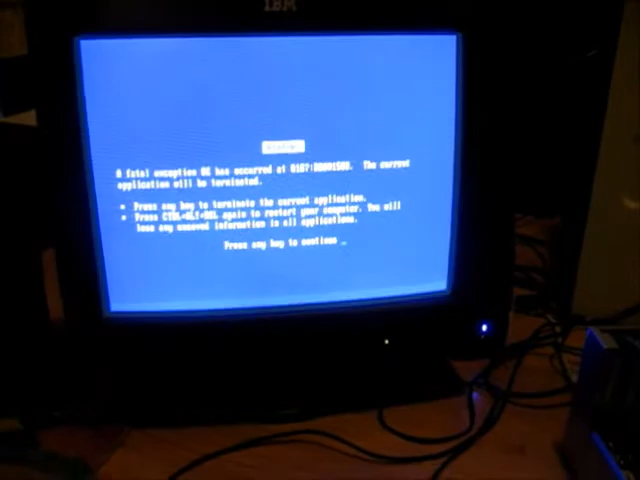 IBM
Windows
A fatal exception 0E has occurred at The current
application will be terminated.
* Press any key to terminate the current application.
* Press CTRL+ALT+DEL again to restart your computer. You will
lose any unsaved information in all applications.
Press any key to continue _